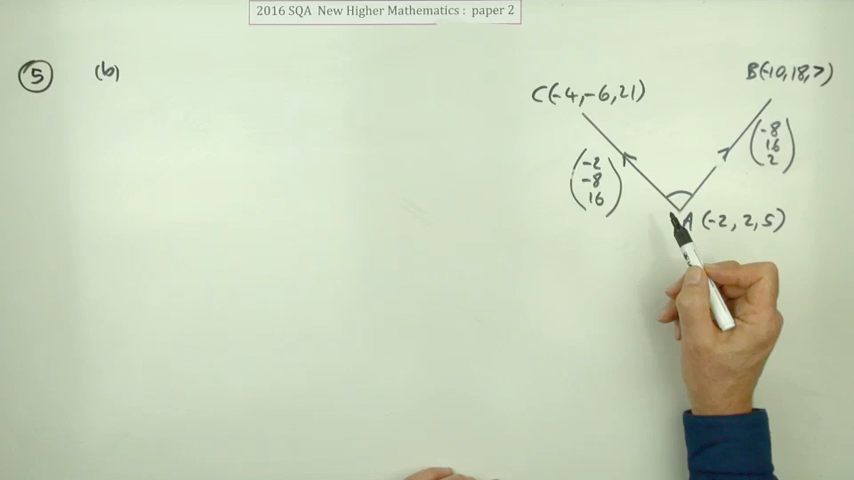 2016 SQA New Higher Mathematics : paper 2
5 (b)
C(-4,-6,21)
B(-10,18,7)
(-2
-8
16)
(-8
16
2)
A (-2, 2, 5)